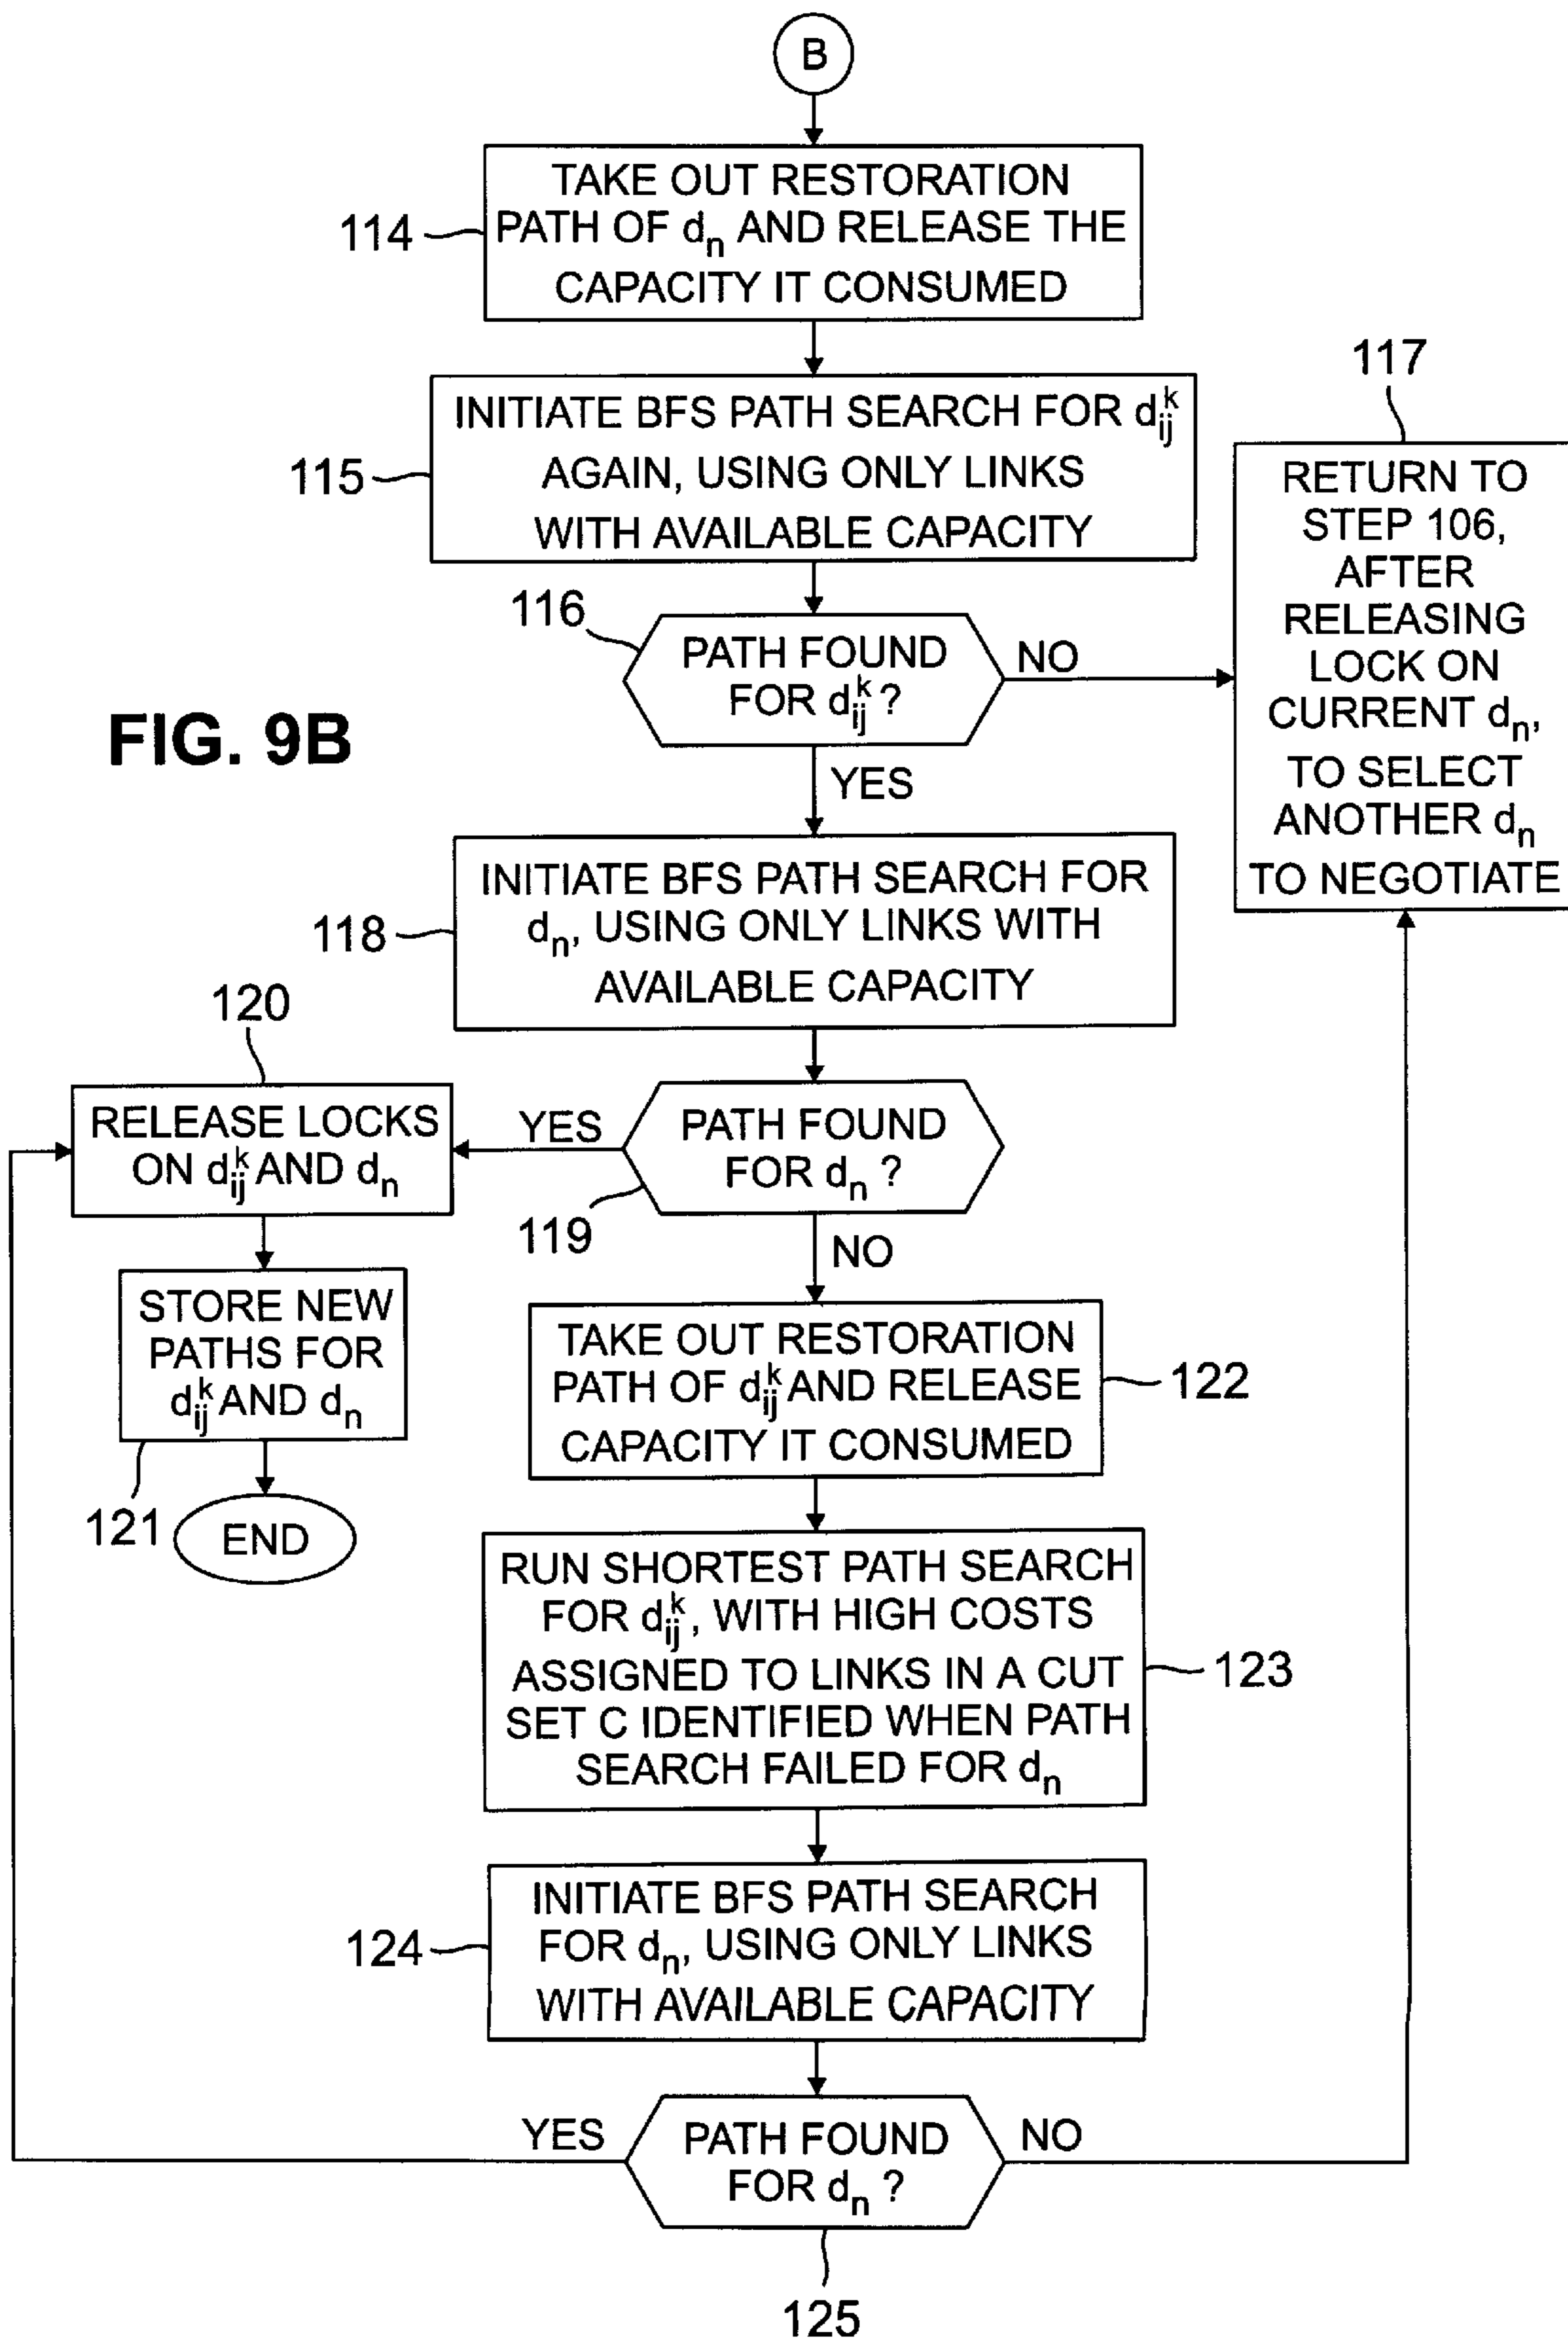 B
TAKE OUT RESTORATION
PATH OF dn AND RELEASE THE
CAPACITY IT CONSUMED
114
INITIATE BFS PATH SEARCH FOR dijk
AGAIN, USING ONLY LINKS
WITH AVAILABLE CAPACITY
115
117
RETURN TO
STEP 106,
AFTER
RELEASING
LOCK ON
CURRENT dn,
TO SELECT
ANOTHER dn
TO NEGOTIATE
116
PATH FOUND
FOR dijk ?
NO
FIG. 9B
YES
INITIATE BFS PATH SEARCH FOR
dn, USING ONLY LINKS WITH
AVAILABLE CAPACITY
118
120
RELEASE LOCKS
ON dijk AND dn
YES
PATH FOUND
FOR dn ?
119
NO
STORE NEW
PATHS FOR
dijk AND dn
121
END
TAKE OUT RESTORATION
PATH OF dijk AND RELEASE
CAPACITY IT CONSUMED
122
RUN SHORTEST PATH SEARCH
FOR dijk, WITH HIGH COSTS
ASSIGNED TO LINKS IN A CUT
SET C IDENTIFIED WHEN PATH
SEARCH FAILED FOR dn
123
INITIATE BFS PATH SEARCH
FOR dn, USING ONLY LINKS
WITH AVAILABLE CAPACITY
124
YES
PATH FOUND
FOR dn ?
NO
125